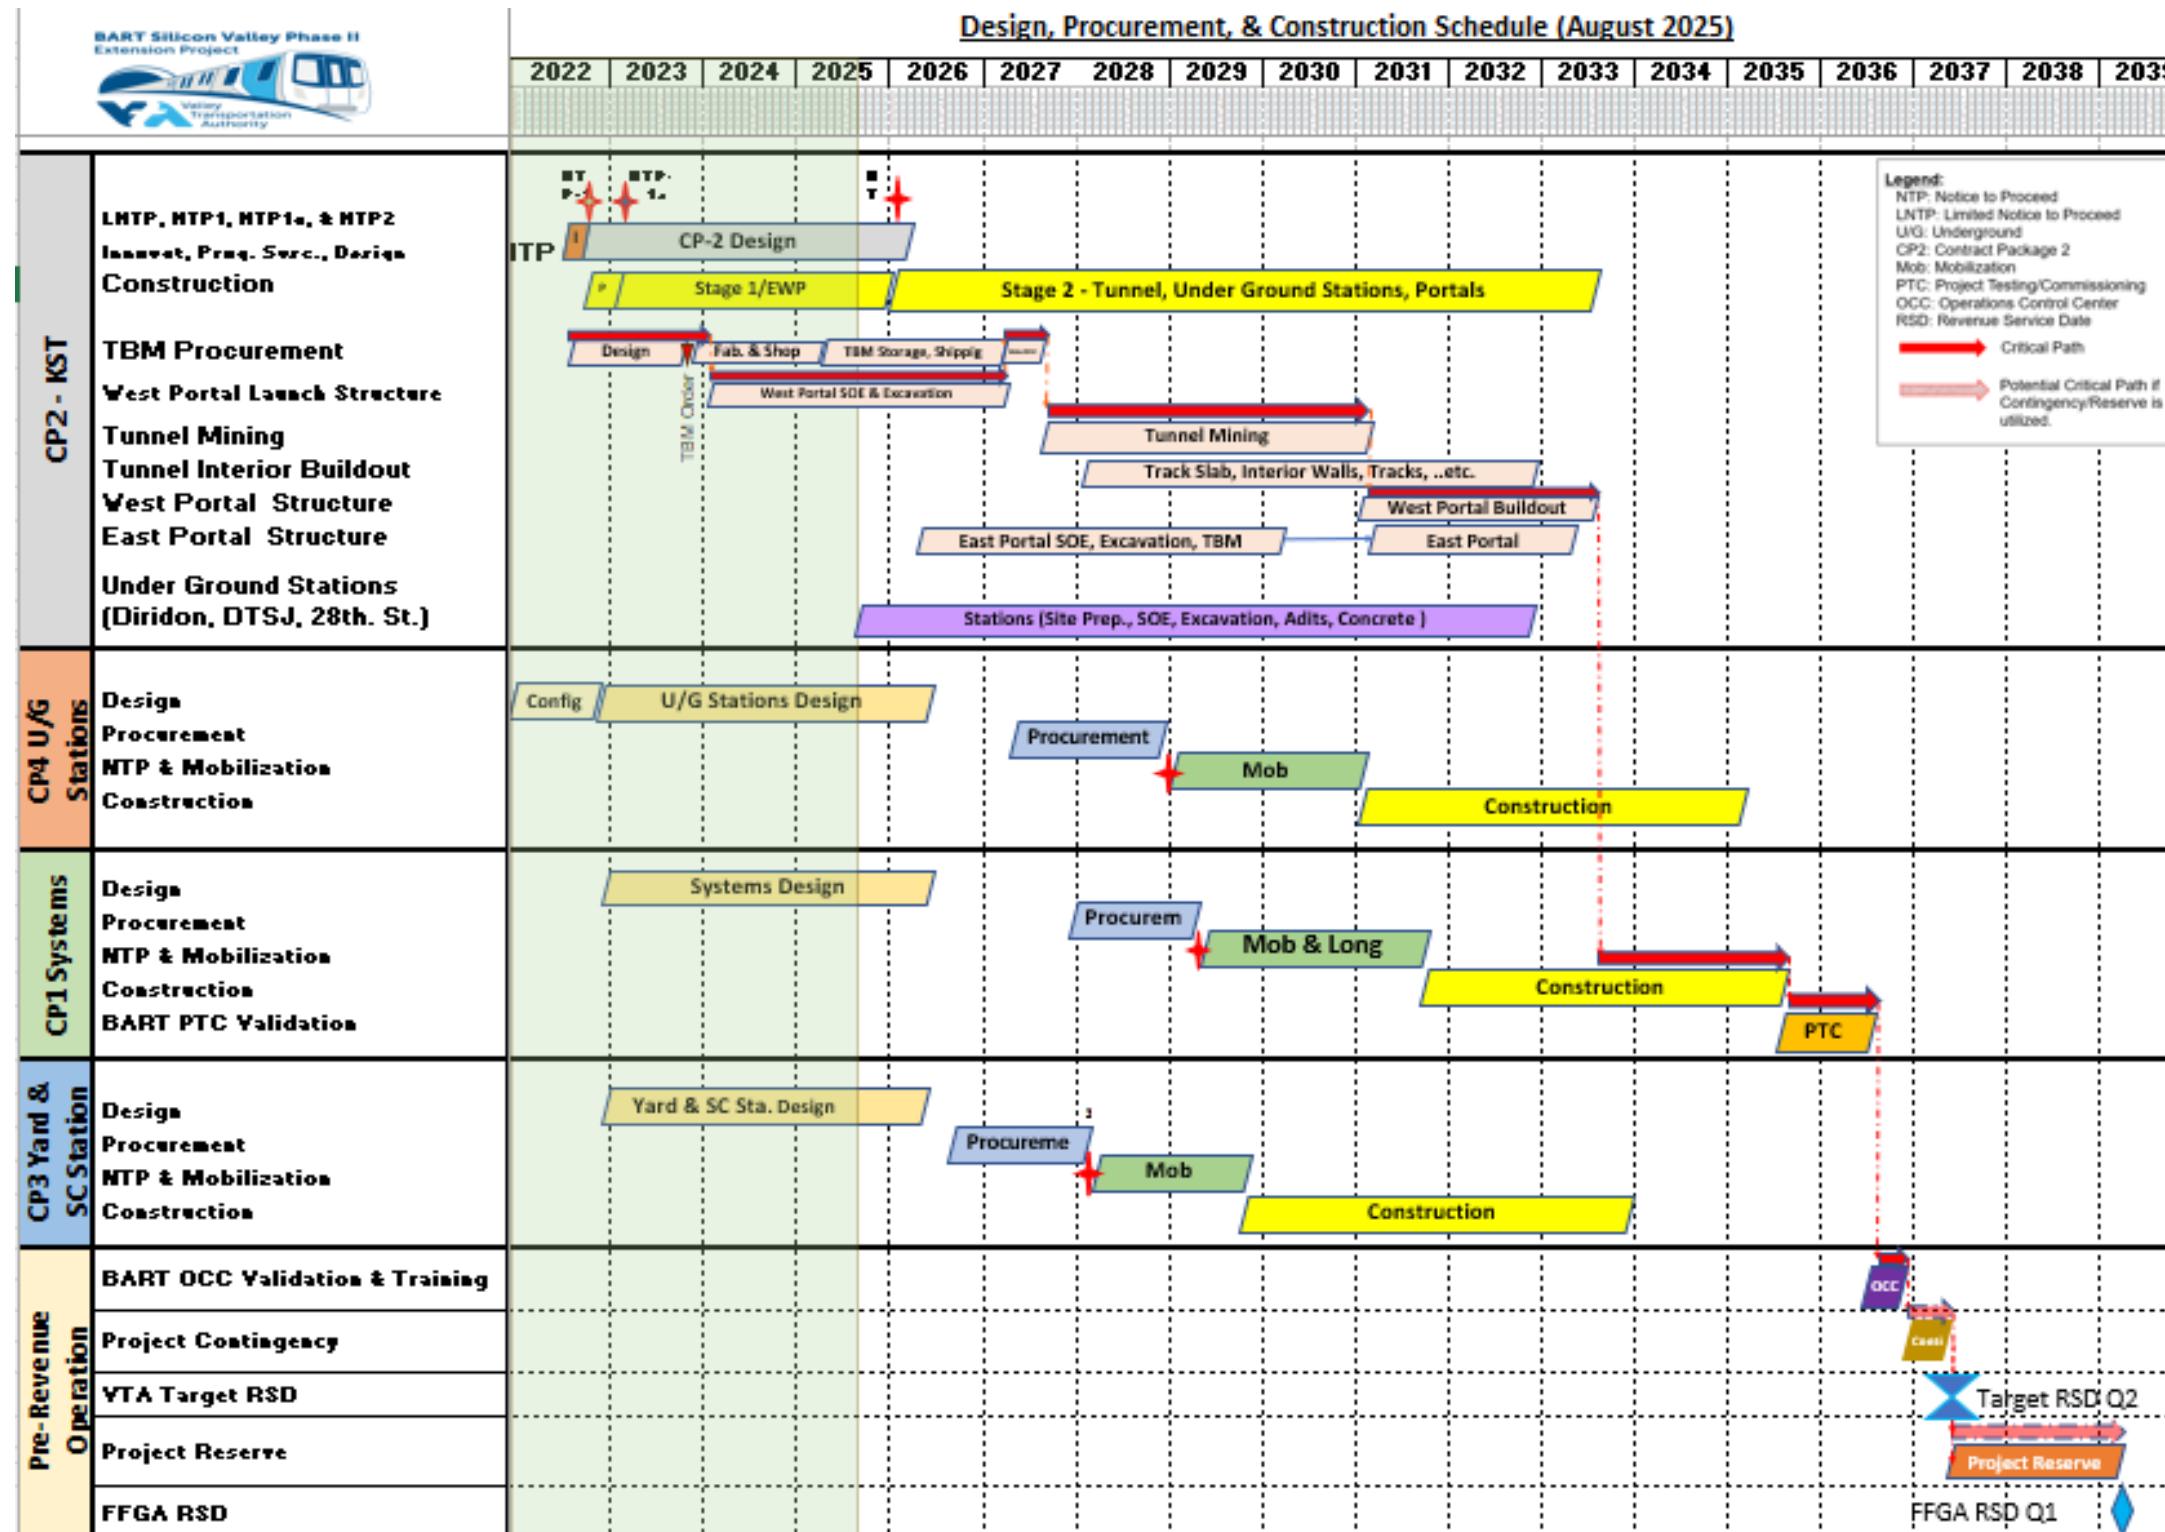 Design, Procurement, & Construction Schedule (August 2025)
BART Silicon Valley Phase II
Extension Project
Valley
Transportation
Authority
2022 2023 2024 2025 2026 2027 2028 2029 2030 2031 2032 2033 2034 2035 2036 2037 2038 2039
Legend:
NTP: Notice to Proceed
LNTP: Limited Notice to Proceed
U/G: Underground
CP2: Contract Package 2
Mob: Mobilization
PTC: Project Testing/Commissioning
OCC: Operations Control Center
RSD: Revenue Service Date
Critical Path
Potential Critical Path if
Contingency/Reserve is
utilized.
CP2 - KST
NTP-
1a
LNTP, NTP1, NTP1a, & NTP2
Innovat, Prog. Svrc., Design
ITP
CP-2 Design
Construction
P
Stage 1/EWP
Stage 2 - Tunnel, Under Ground Stations, Portals
TBM Procurement
Design
Fab. & Shop
TBM Storage, Shippig
TBM Order
West Portal Launch Structure
West Portal SOE & Excavation
Tunnel Mining
Tunnel Mining
Tunnel Interior Buildout
Track Slab, Interior Walls, Tracks, ..etc.
West Portal Structure
West Portal Buildout
East Portal Structure
East Portal SOE, Excavation, TBM
East Portal
Under Ground Stations
(Diridon, DTSJ, 28th. St.)
Stations (Site Prep., SOE, Excavation, Adits, Concrete )
CP4 U/G
Stations
Design
Config
U/G Stations Design
Procurement
Procurement
NTP & Mobilization
Mob
Construction
Construction
CP1 Systems
Design
Systems Design
Procurement
Procurem
NTP & Mobilization
Mob & Long
Construction
Construction
BART PTC Validation
PTC
CP3 Yard &
SC Station
Design
Yard & SC Sta. Design
Procurement
Procureme
NTP & Mobilization
Mob
Construction
Construction
Pre-Revenue
Operation
BART OCC Validation & Training
OCC
Project Contingency
Conti
VTA Target RSD
Target RSD Q2
Project Reserve
Project Reserve
FFGA RSD
FFGA RSD Q1